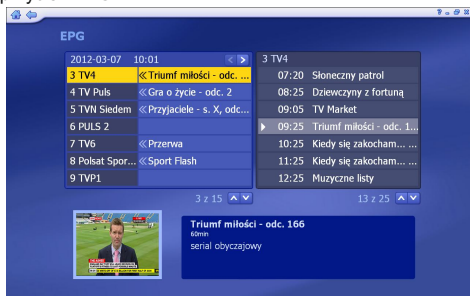 EPG
2012-03-07 10:01 < >
3 TV4 «Triumf miłości - odc. ...
4 TV Puls «Gra o życie - odc. 2
5 TVN Siedem «Przyjaciele - s. X, odc...
6 PULS 2
7 TV6 «Przerwa
8 Polsat Spor... «Sport Flash
9 TVP1
3 z 15
3 TV4
07:20 Słoneczny patrol
08:25 Dziewczyny z fortuną
09:05 TV Market
09:25 Triumf miłości - odc. 1...
10:25 Kiedy się zakocham... ...
11:25 Kiedy się zakocham... ...
12:25 Muzyczne listy
13 z 25
Triumf miłości - odc. 166
60min
serial obyczajowy